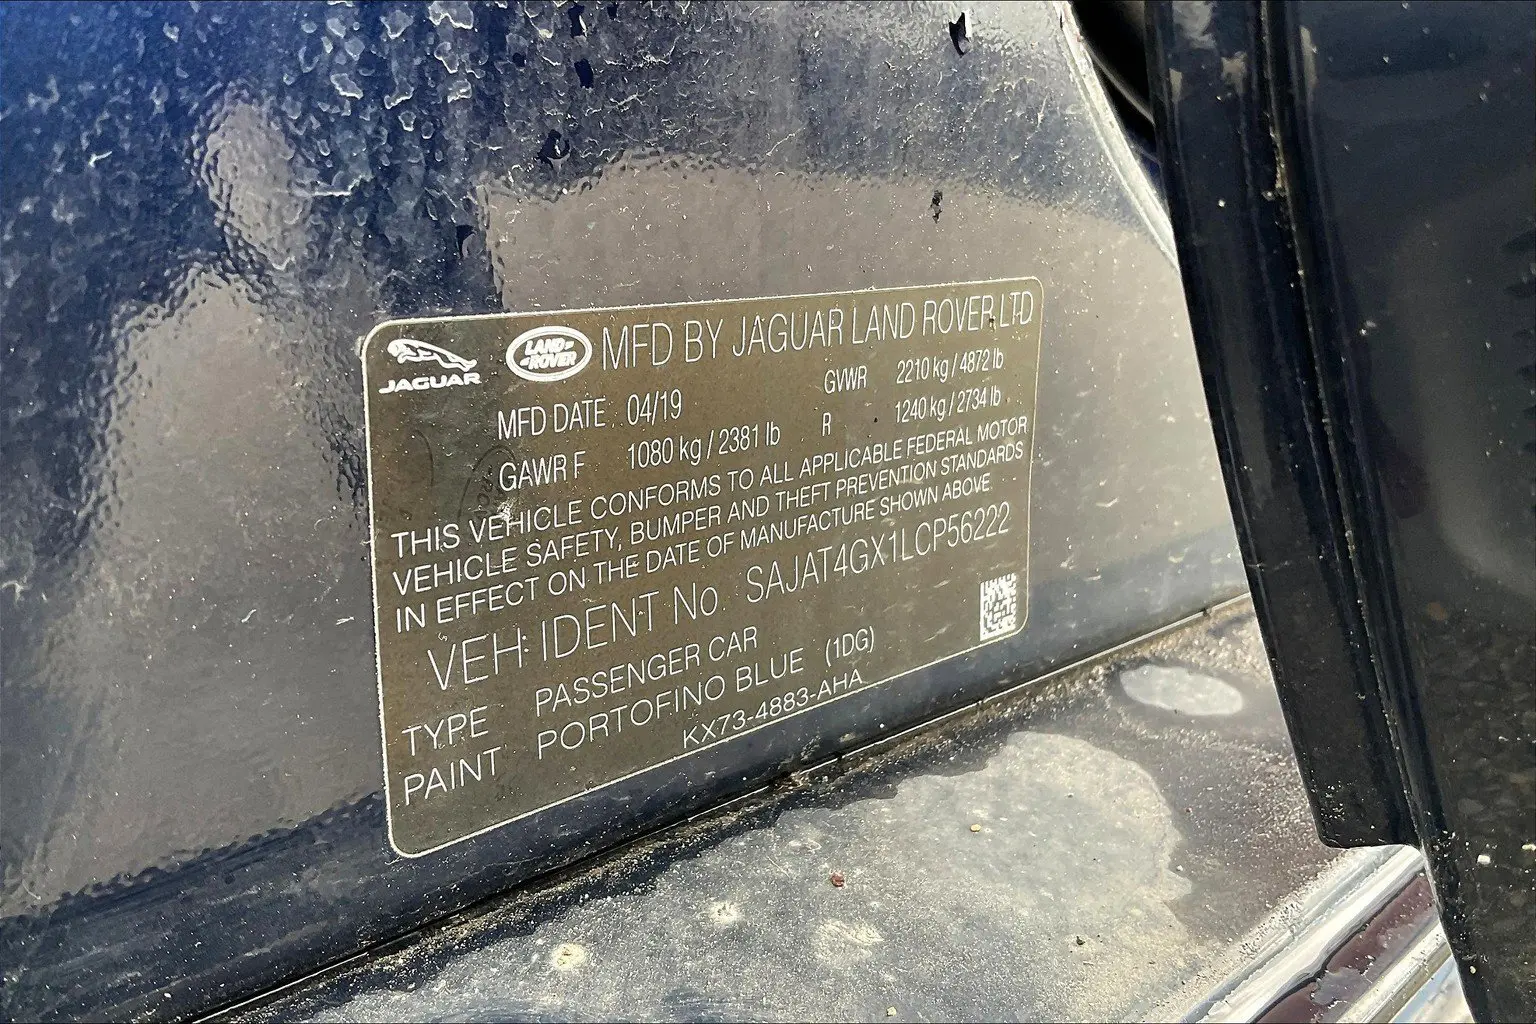 JAGUAR LAND ROVER MFD BY JAGUAR LAND ROVER LTD
MFD DATE 04/19 GVWR 2210 kg / 4872 lb
GAWR F 1080 kg / 2381 lb R 1240 kg / 2734 lb
THIS VEHICLE CONFORMS TO ALL APPLICABLE FEDERAL MOTOR
VEHICLE SAFETY, BUMPER AND THEFT PREVENTION STANDARDS
IN EFFECT ON THE DATE OF MANUFACTURE SHOWN ABOVE.
VEH. IDENT No. SAJAT4GX1LCP56222
TYPE PASSENGER CAR
PAINT PORTOFINO BLUE (1DG)
KX73-4883-AHA